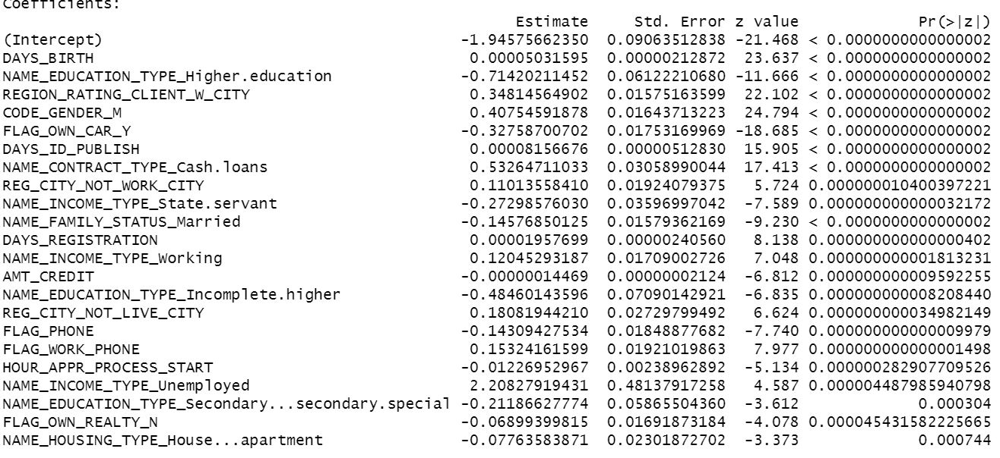 Coefficients:
Estimate Std. Error z value Pr(>|z|)
(Intercept) -1.94575662350 0.09063512838 -21.468 < 0.0000000000000002
DAYS_BIRTH 0.00005031595 0.00000212872 23.637 < 0.0000000000000002
NAME_EDUCATION_TYPE_Higher.education -0.71420211452 0.06122210680 -11.666 < 0.0000000000000002
REGION_RATING_CLIENT_W_CITY 0.34814564902 0.01575163599 22.102 < 0.0000000000000002
CODE_GENDER_M 0.40754591878 0.01643713223 24.794 < 0.0000000000000002
FLAG_OWN_CAR_Y -0.32758700702 0.01753169969 -18.685 < 0.0000000000000002
DAYS_ID_PUBLISH 0.00008156676 0.00000512830 15.905 < 0.0000000000000002
NAME_CONTRACT_TYPE_Cash.loans 0.53264711033 0.03058990044 17.413 < 0.0000000000000002
REG_CITY_NOT_WORK_CITY 0.11013558410 0.01924079375 5.724 0.000000010400397221
NAME_INCOME_TYPE_State.servant -0.27298576030 0.03596997042 -7.589 0.000000000000032172
NAME_FAMILY_STATUS_Married -0.14576850125 0.01579362169 -9.230 < 0.0000000000000002
DAYS_REGISTRATION 0.00001957699 0.00000240560 8.138 0.000000000000000402
NAME_INCOME_TYPE_Working 0.12045293187 0.01709002726 7.048 0.000000000001813231
AMT_CREDIT -0.00000014469 0.00000002124 -6.812 0.000000000009592255
NAME_EDUCATION_TYPE_Incomplete.higher -0.48460143596 0.07090142921 -6.835 0.000000000008208440
REG_CITY_NOT_LIVE_CITY 0.18081944210 0.02729799492 6.624 0.000000000034982149
FLAG_PHONE -0.14309427534 0.01848877682 -7.740 0.000000000000009979
FLAG_WORK_PHONE 0.15324161599 0.01921019863 7.977 0.000000000000001498
HOUR_APPR_PROCESS_START -0.01226952967 0.00238962892 -5.134 0.000000282907709526
NAME_INCOME_TYPE_Unemployed 2.20827919431 0.48137917258 4.587 0.000004487985940798
NAME_EDUCATION_TYPE_Secondary...secondary.special -0.21186627774 0.05865504360 -3.612 0.000304
FLAG_OWN_REALTY_N -0.06899399815 0.01691873184 -4.078 0.000045431582225665
NAME_HOUSING_TYPE_House...apartment -0.07763583871 0.02301872702 -3.373 0.000744